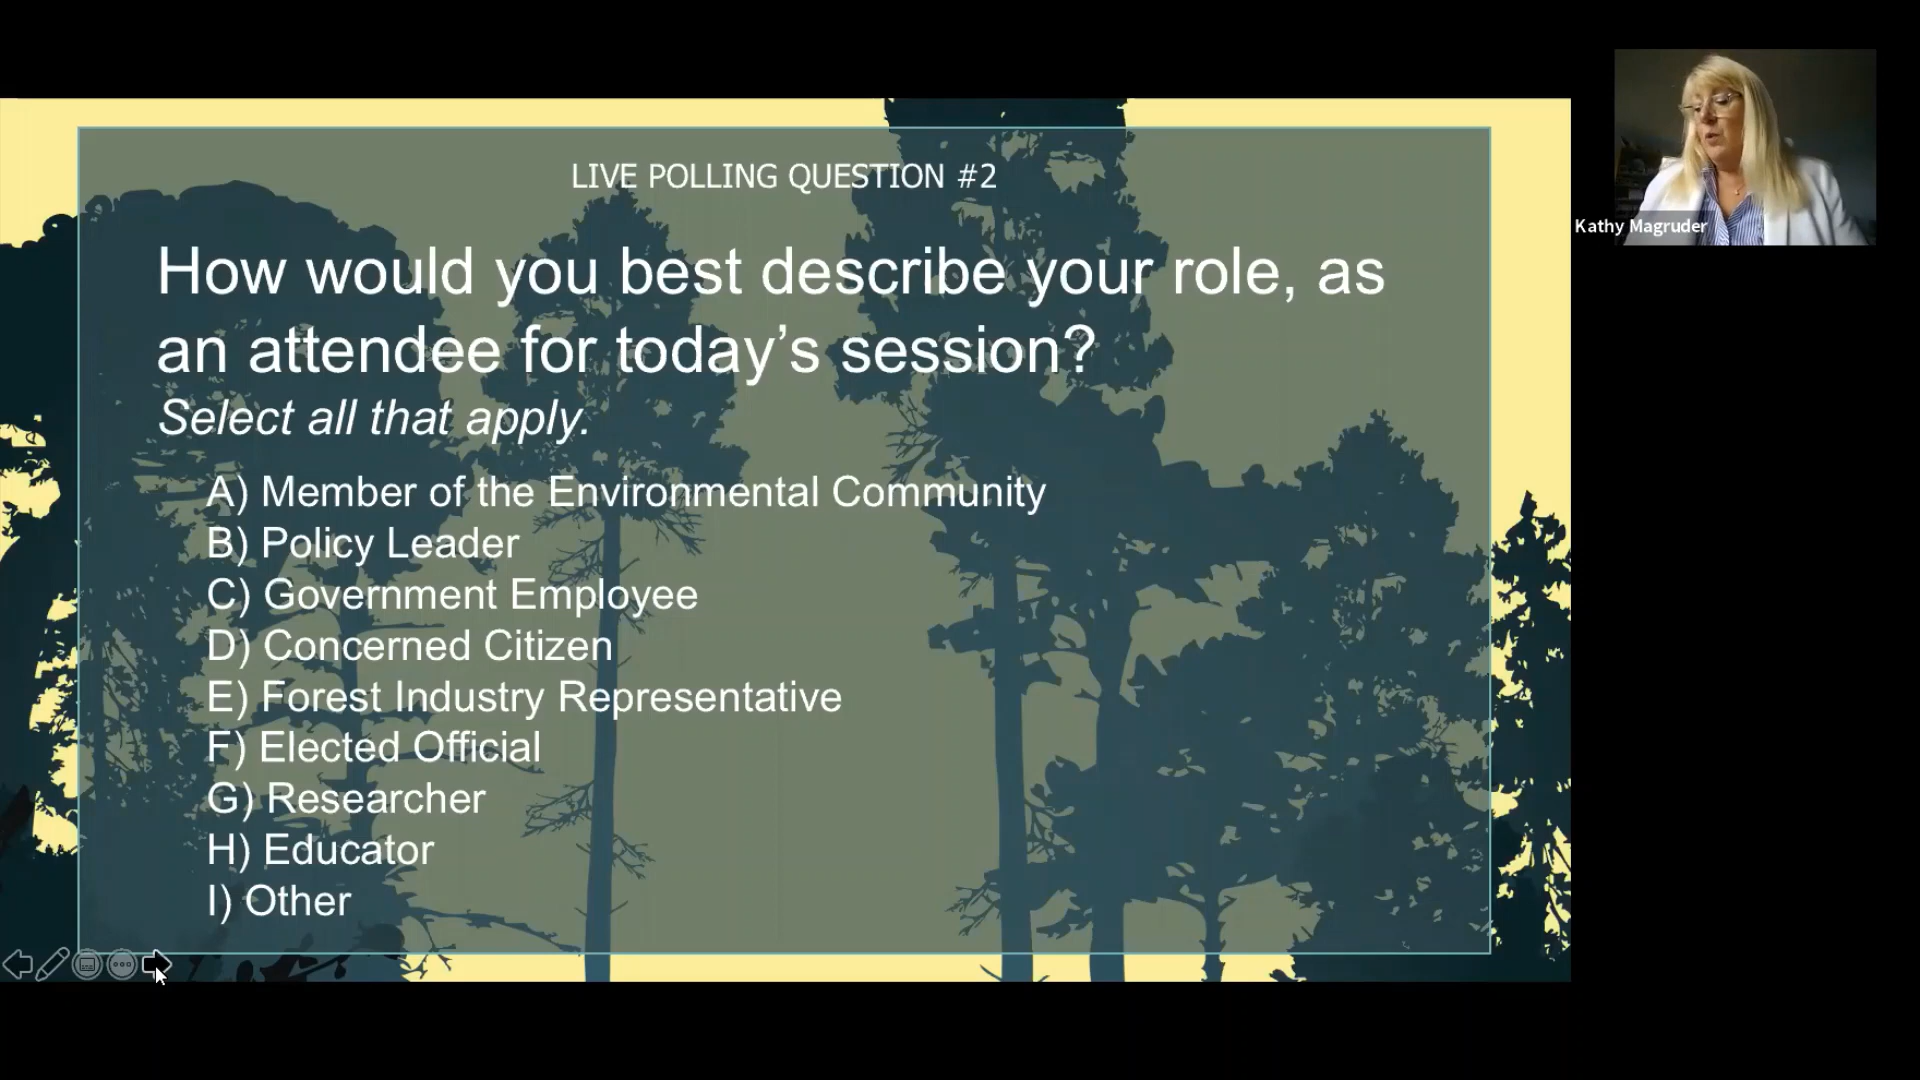 LIVE POLLING QUESTION #2
How would you best describe your role, as
an attendee for today’s session?
Select all that apply.
A) Member of the Environmental Community
B) Policy Leader
C) Government Employee
D) Concerned Citizen
E) Forest Industry Representative
F) Elected Official
G) Researcher
H) Educator
I) Other
Kathy Magruder